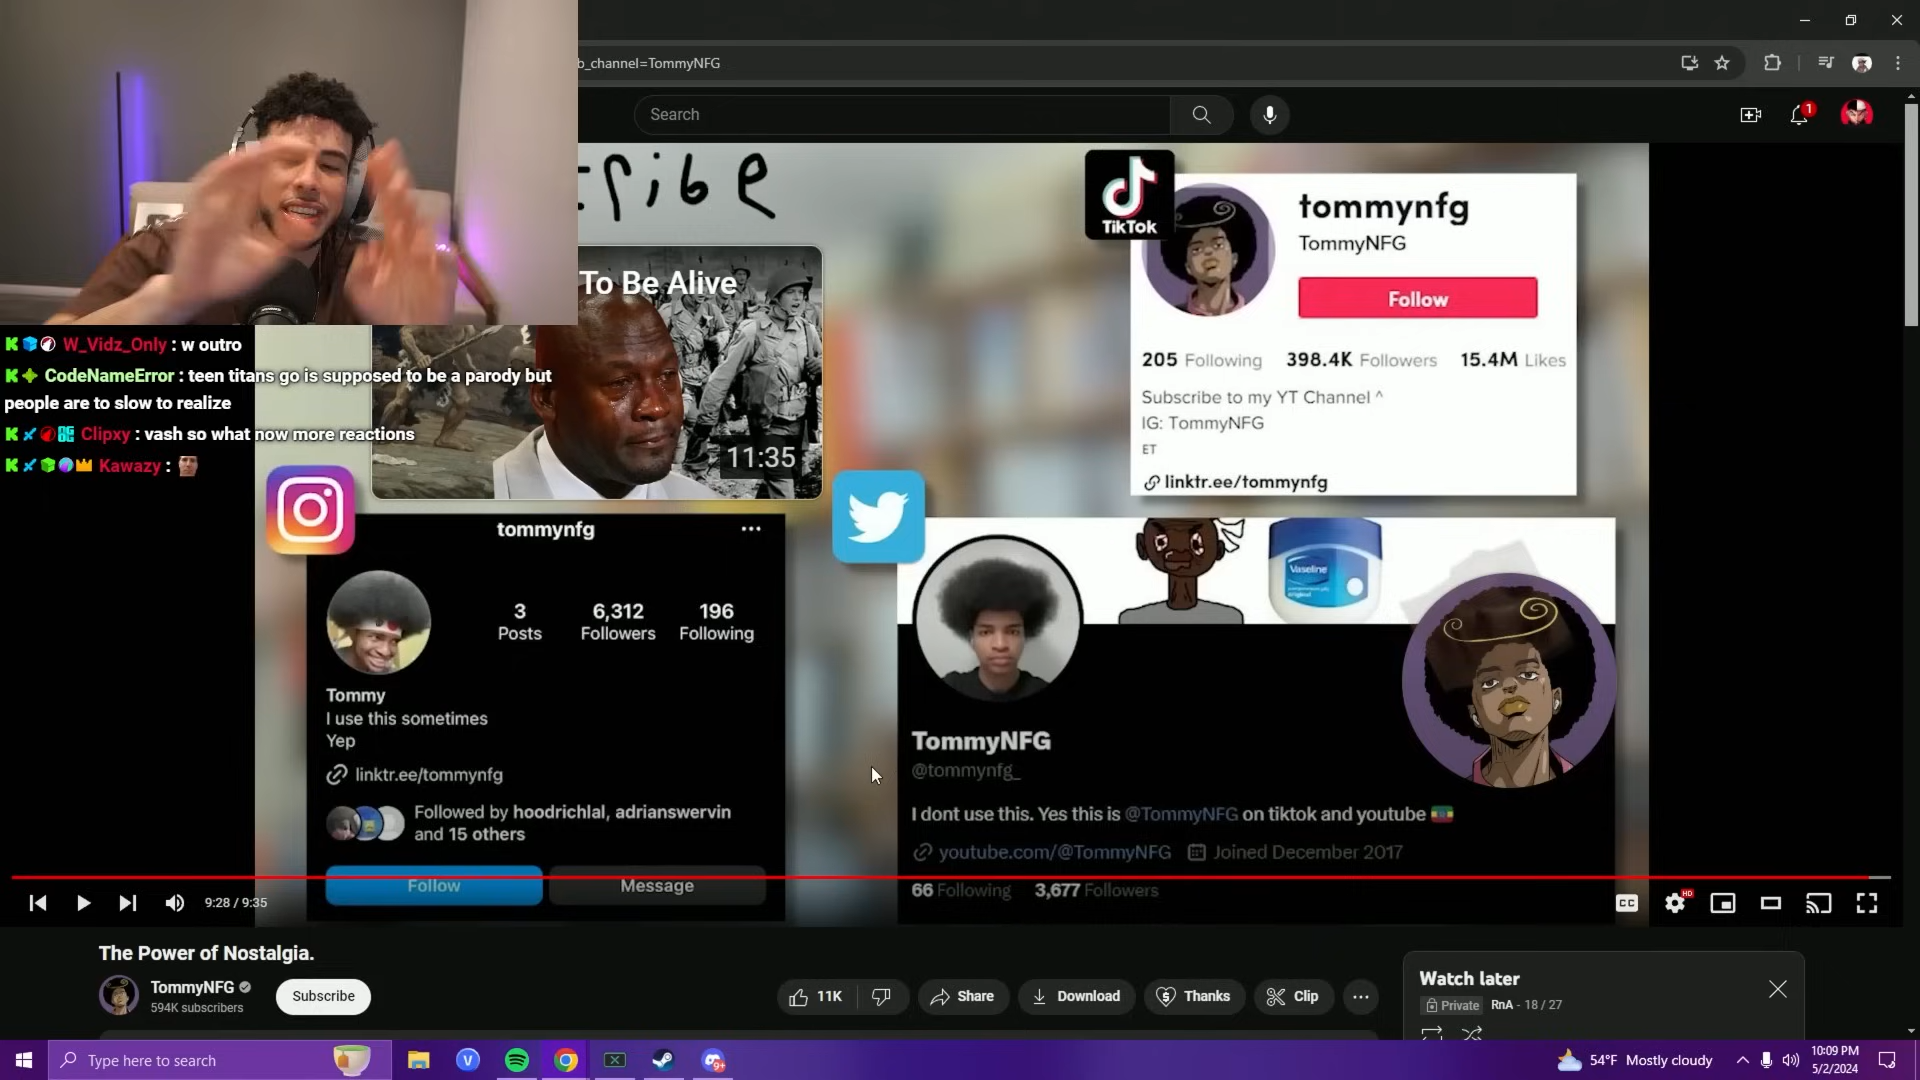 b_channel=TommyNFG
Search
1
TikTok
tommynfg
TommyNFG
Follow
205 Following 398.4K Followers 15.4M Likes
Subscribe to my YT Channel ^
IG: TommyNFG
ET
linktr.ee/tommynfg
To Be Alive
11:35
W_Vidz_Only : w outro
CodeNameError : teen titans go is supposed to be a parody but
people are to slow to realize
Clipxy : vash so what now more reactions
Kawazy :
tommynfg
3 6,312 196
Posts Followers Following
Tommy
I use this sometimes
Yep
linktr.ee/tommynfg
Followed by hoodrichlal, adrianswervin
and 15 others
Follow Message
Vaseline
TommyNFG
@tommynfg_
I dont use this. Yes this is @TommyNFG on tiktok and youtube
youtube.com/@TommyNFG Joined December 2017
66 Following 3,677 Followers
9:28 / 9:35
CC
HD
The Power of Nostalgia.
TommyNFG
594K subscribers
Subscribe
11K
Share
Download
Thanks
Clip
Watch later
Private RnA - 18 / 27
Type here to search
V
9+
54°F Mostly cloudy
10:09 PM
5/2/2024